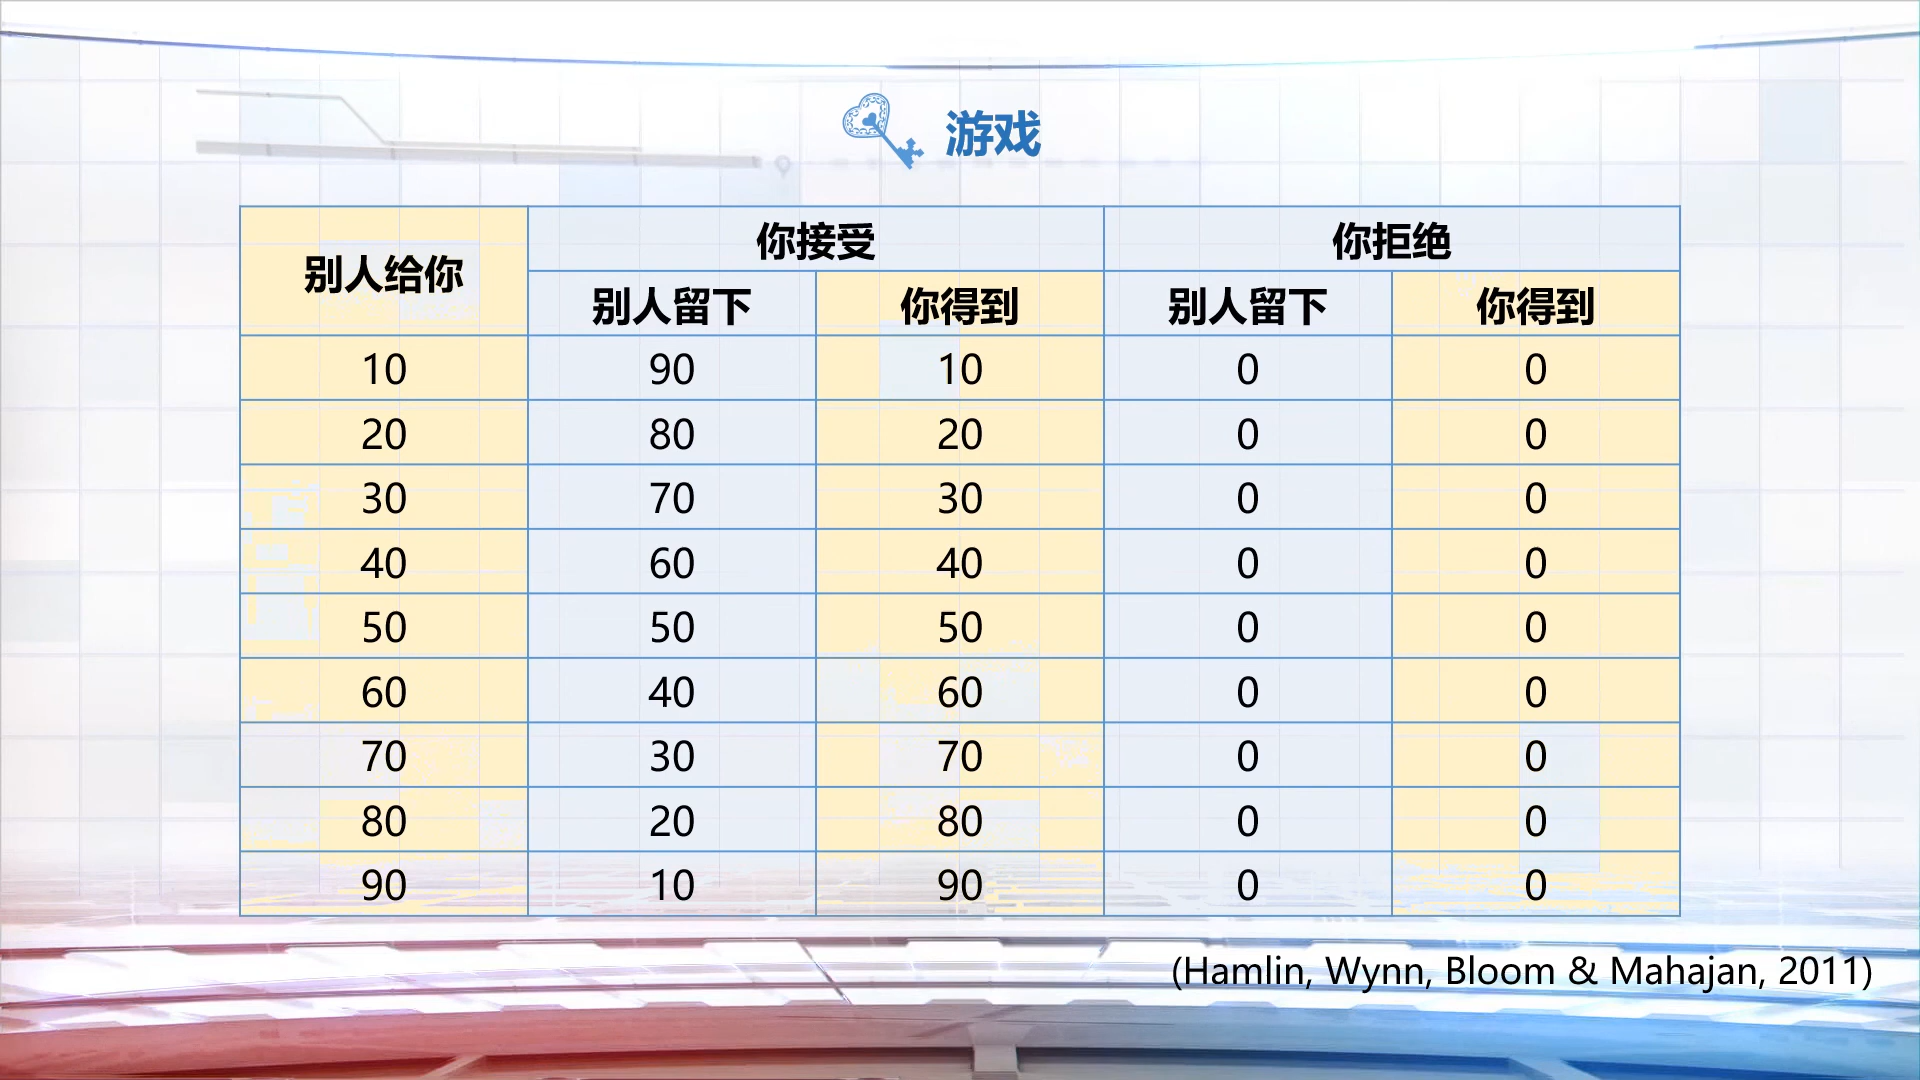 游戏
别人给你 你接受 你拒绝
别人留下 你得到 别人留下 你得到
10 90 10 0 0
20 80 20 0 0
30 70 30 0 0
40 60 40 0 0
50 50 50 0 0
60 40 60 0 0
70 30 70 0 0
80 20 80 0 0
90 10 90 0 0
(Hamlin, Wynn, Bloom & Mahajan, 2011)